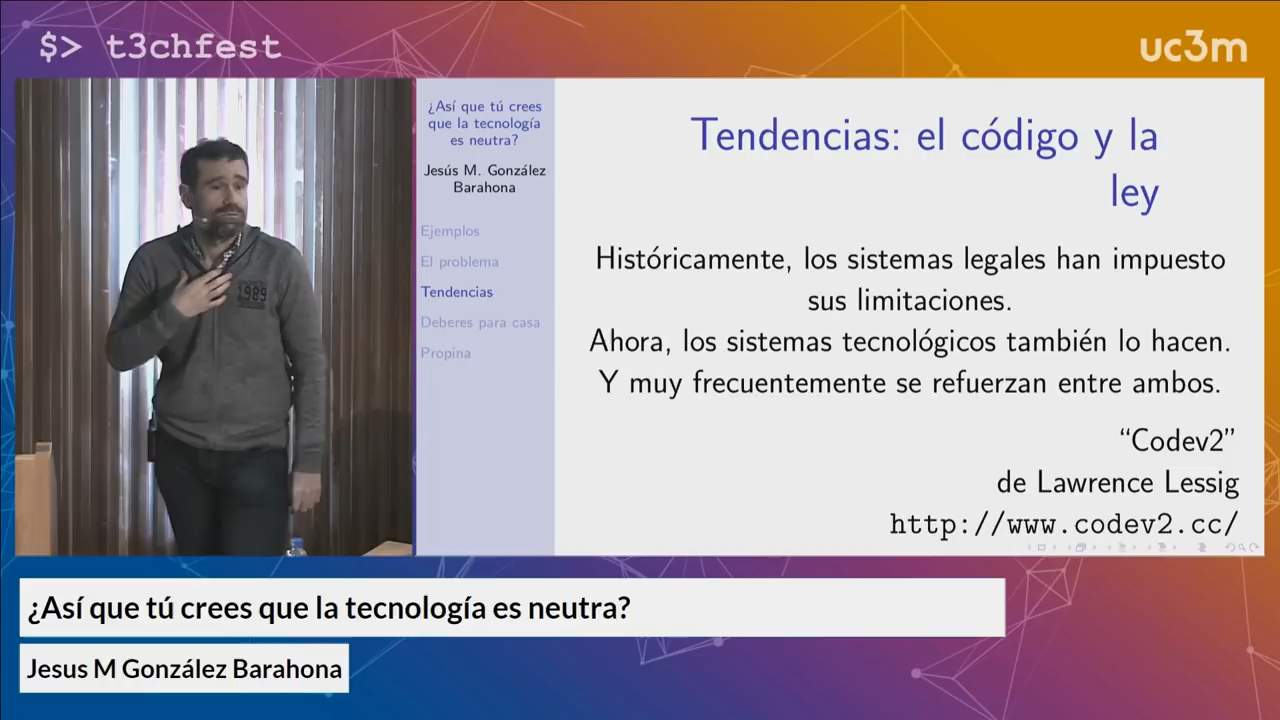 $> t3chfest
uc3m
¿Así que tú crees
que la tecnología
es neutra?
Jesús M. González
Barahona
Ejemplos
El problema
Tendencias
Deberes para casa
Propina
Tendencias: el código y la
ley
Históricamente, los sistemas legales han impuesto
sus limitaciones.
Ahora, los sistemas tecnológicos también lo hacen.
Y muy frecuentemente se refuerzan entre ambos.
“Codev2”
de Lawrence Lessig
http://www.codev2.cc/
1989
¿Así que tú crees que la tecnología es neutra?
Jesus M González Barahona